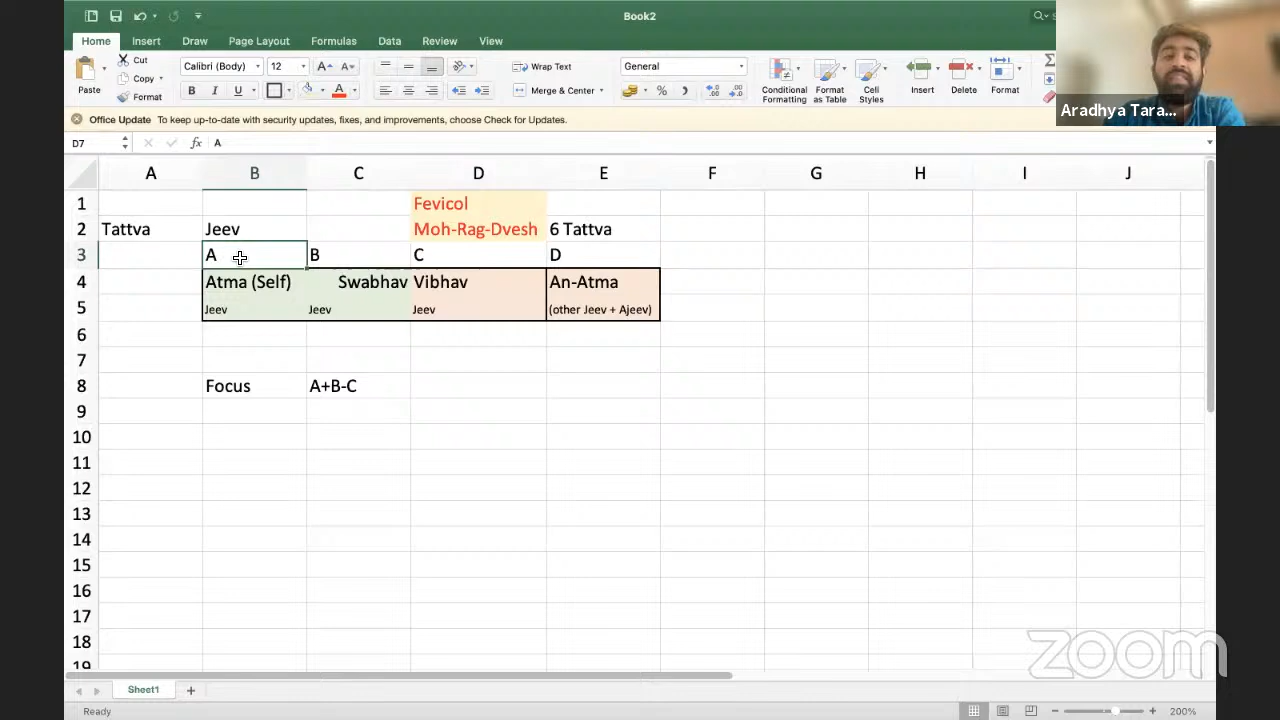 Book2
Home Insert Draw Page Layout Formulas Data Review View
Paste Cut Copy Format
Calibri (Body) 12
B I U
Wrap Text
Merge & Center
General
Conditional Formatting
Format as Table
Cell Styles
Insert Delete Format
Aradhya Tara...
Office Update To keep up-to-date with security updates, fixes, and improvements, choose Check for Updates.
D7 fx A
A B C D E F G H I J
1 Fevicol
2 Tattva Jeev Moh-Rag-Dvesh 6 Tattva
3 A B C D
4 Atma (Self) Swabhav Vibhav An-Atma
5 Jeev Jeev Jeev (other Jeev + Ajeev)
6
7
8 Focus A+B-C
9
10
11
12
13
14
15
16
17
18
19
zoom
Sheet1
Ready 200%